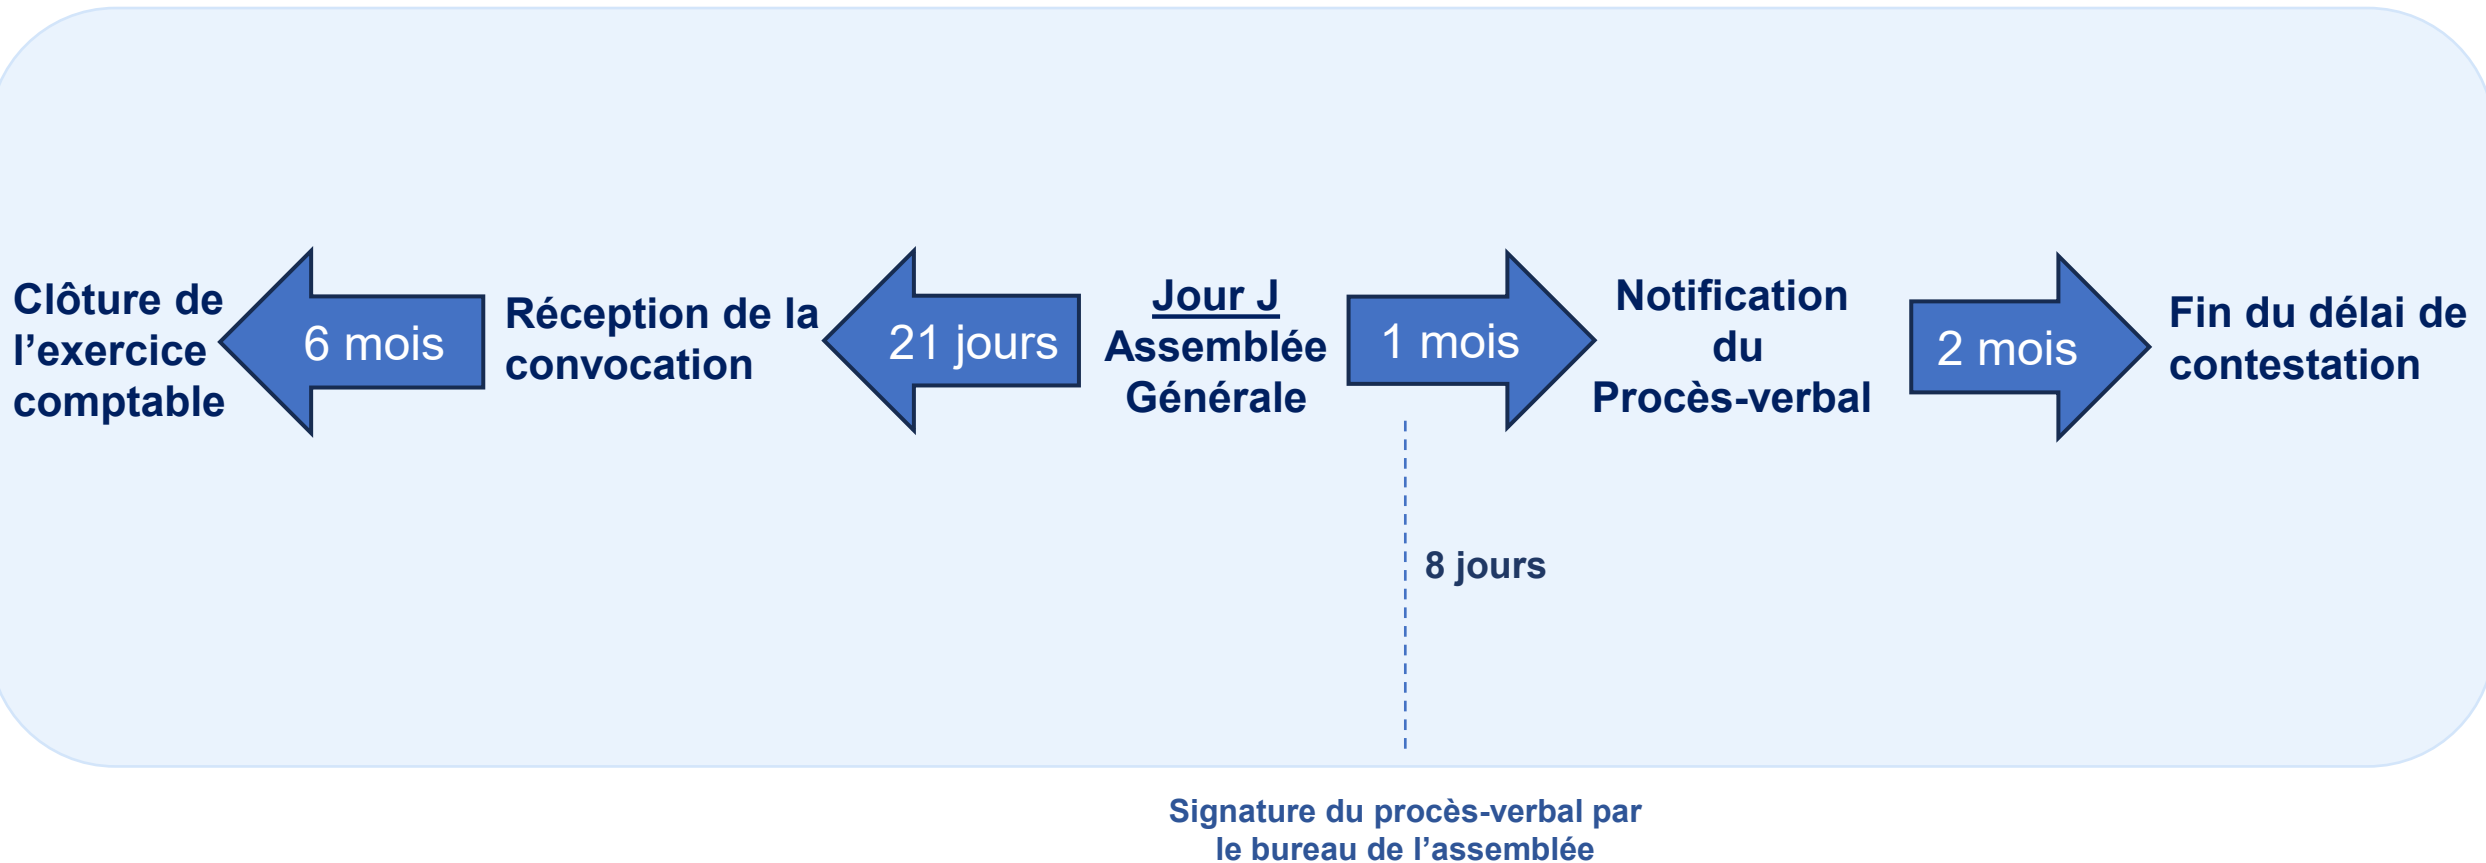 Clôture de
l’exercice
comptable
6 mois
Réception de la
convocation
21 jours
Jour J
Assemblée
Générale
1 mois
Notification
du
Procès-verbal
2 mois
Fin du délai de
contestation
8 jours
Signature du procès-verbal par
le bureau de l’assemblée